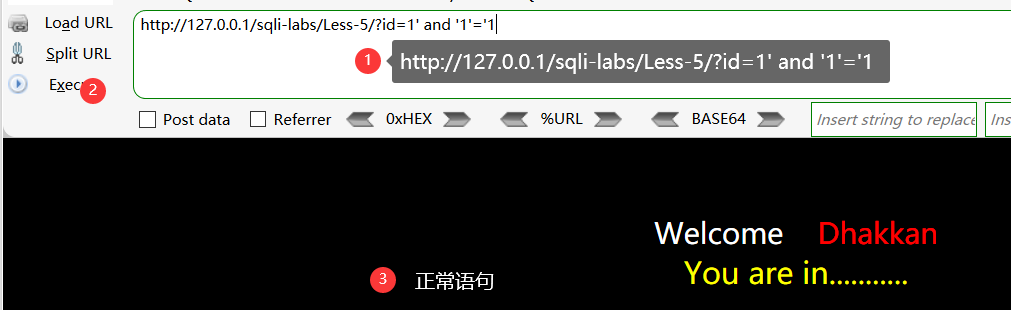 Load URL
Split URL
http://127.0.0.1/sqli-labs/Less-5/?id=1' and '1'='1
1 http://127.0.0.1/sqli-labs/Less-5/?id=1' and '1'='1
2
Post data Referrer 0xHEX %URL BASE64 Insert string to replace Ins
Welcome Dhakkan
You are in...........
3 正常语句